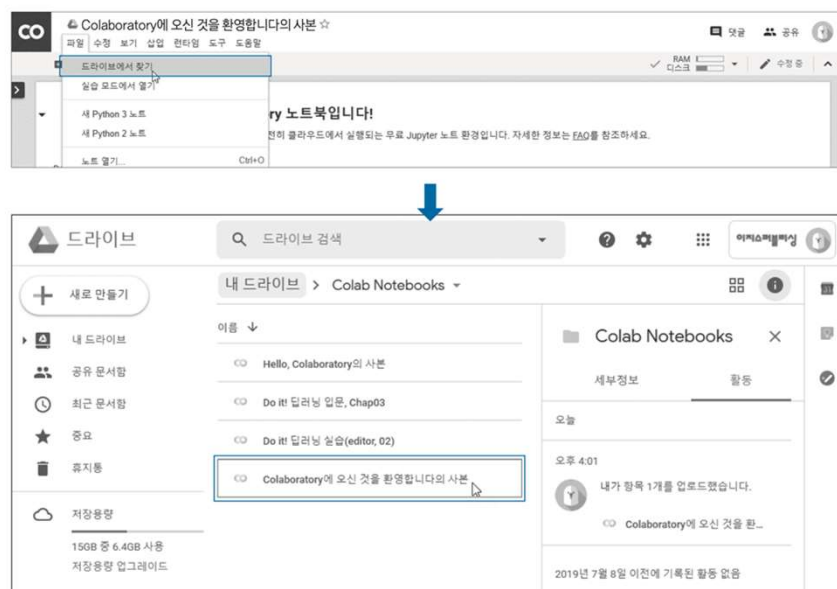 CO
Colaboratory에 오신 것을 환영합니다의 사본
댓글 공유
파일 수정 보기 삽입 런타임 도구 도움말
드라이브에서 찾기
RAM
디스크
수정 중
실습 모드에서 열기
새 Python 3 노트
새 Python 2 노트
노트 열기... Ctrl+O
ry 노트북입니다!
전히 클라우드에서 실행되는 무료 Jupyter 노트 환경입니다. 자세한 정보는 FAQ를 참조하세요.
드라이브
드라이브 검색
이지스퍼블리싱
새로 만들기
내 드라이브
공유 문서함
최근 문서함
중요
휴지통
저장용량
15GB 중 6.4GB 사용
저장용량 업그레이드
내 드라이브 > Colab Notebooks
이름
Hello, Colaboratory의 사본
Do it! 딥러닝 입문, Chap03
Do it! 딥러닝 실습(editor, 02)
Colaboratory에 오신 것을 환영합니다의 사본
Colab Notebooks
세부정보 활동
오늘
오후 4:01
내가 항목 1개를 업로드했습니다.
Colaboratory에 오신 것을 환...
2019년 7월 8일 이전에 기록된 활동 없음